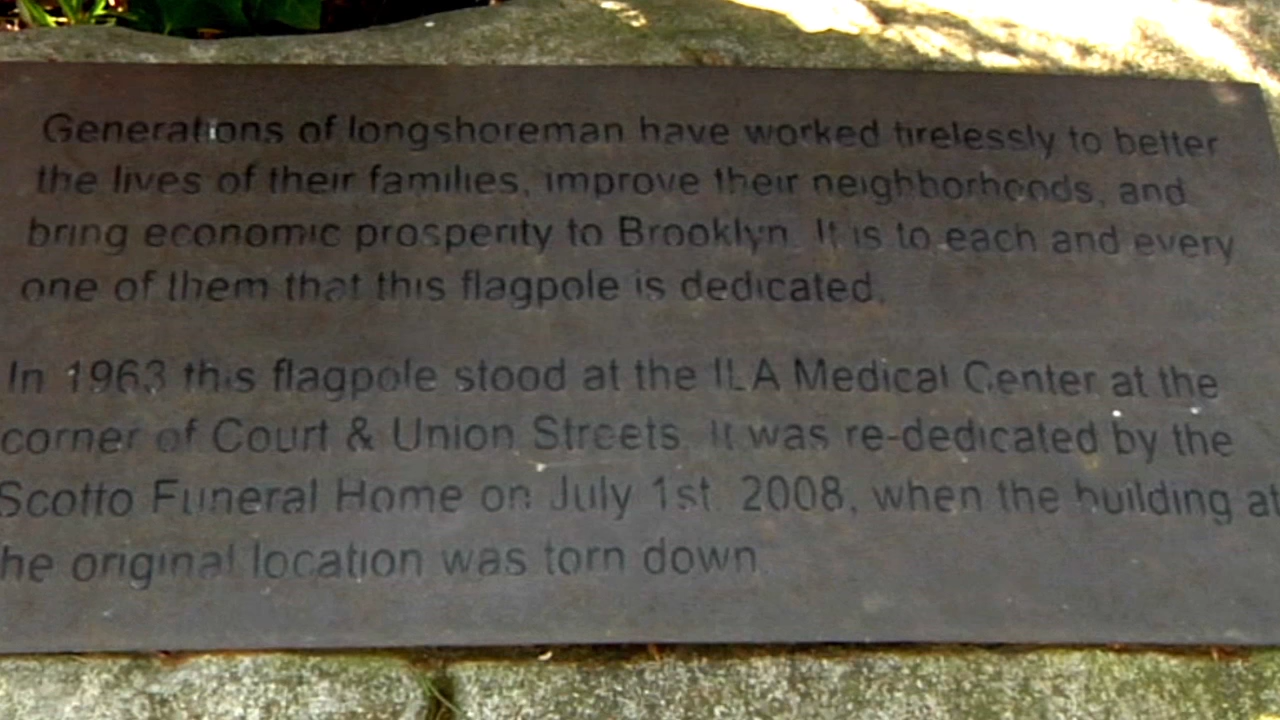 Generations of longshoreman have worked tirelessly to better
the lives of their families, improve their neighborhoods, and
bring economic prosperity to Brooklyn. It is to each and every
one of them that this flagpole is dedicated.
In 1963 this flagpole stood at the ILA Medical Center at the
corner of Court & Union Streets. It was re-dedicated by the
Scotto Funeral Home on July 1st, 2008, when the building at
he original location was torn down.